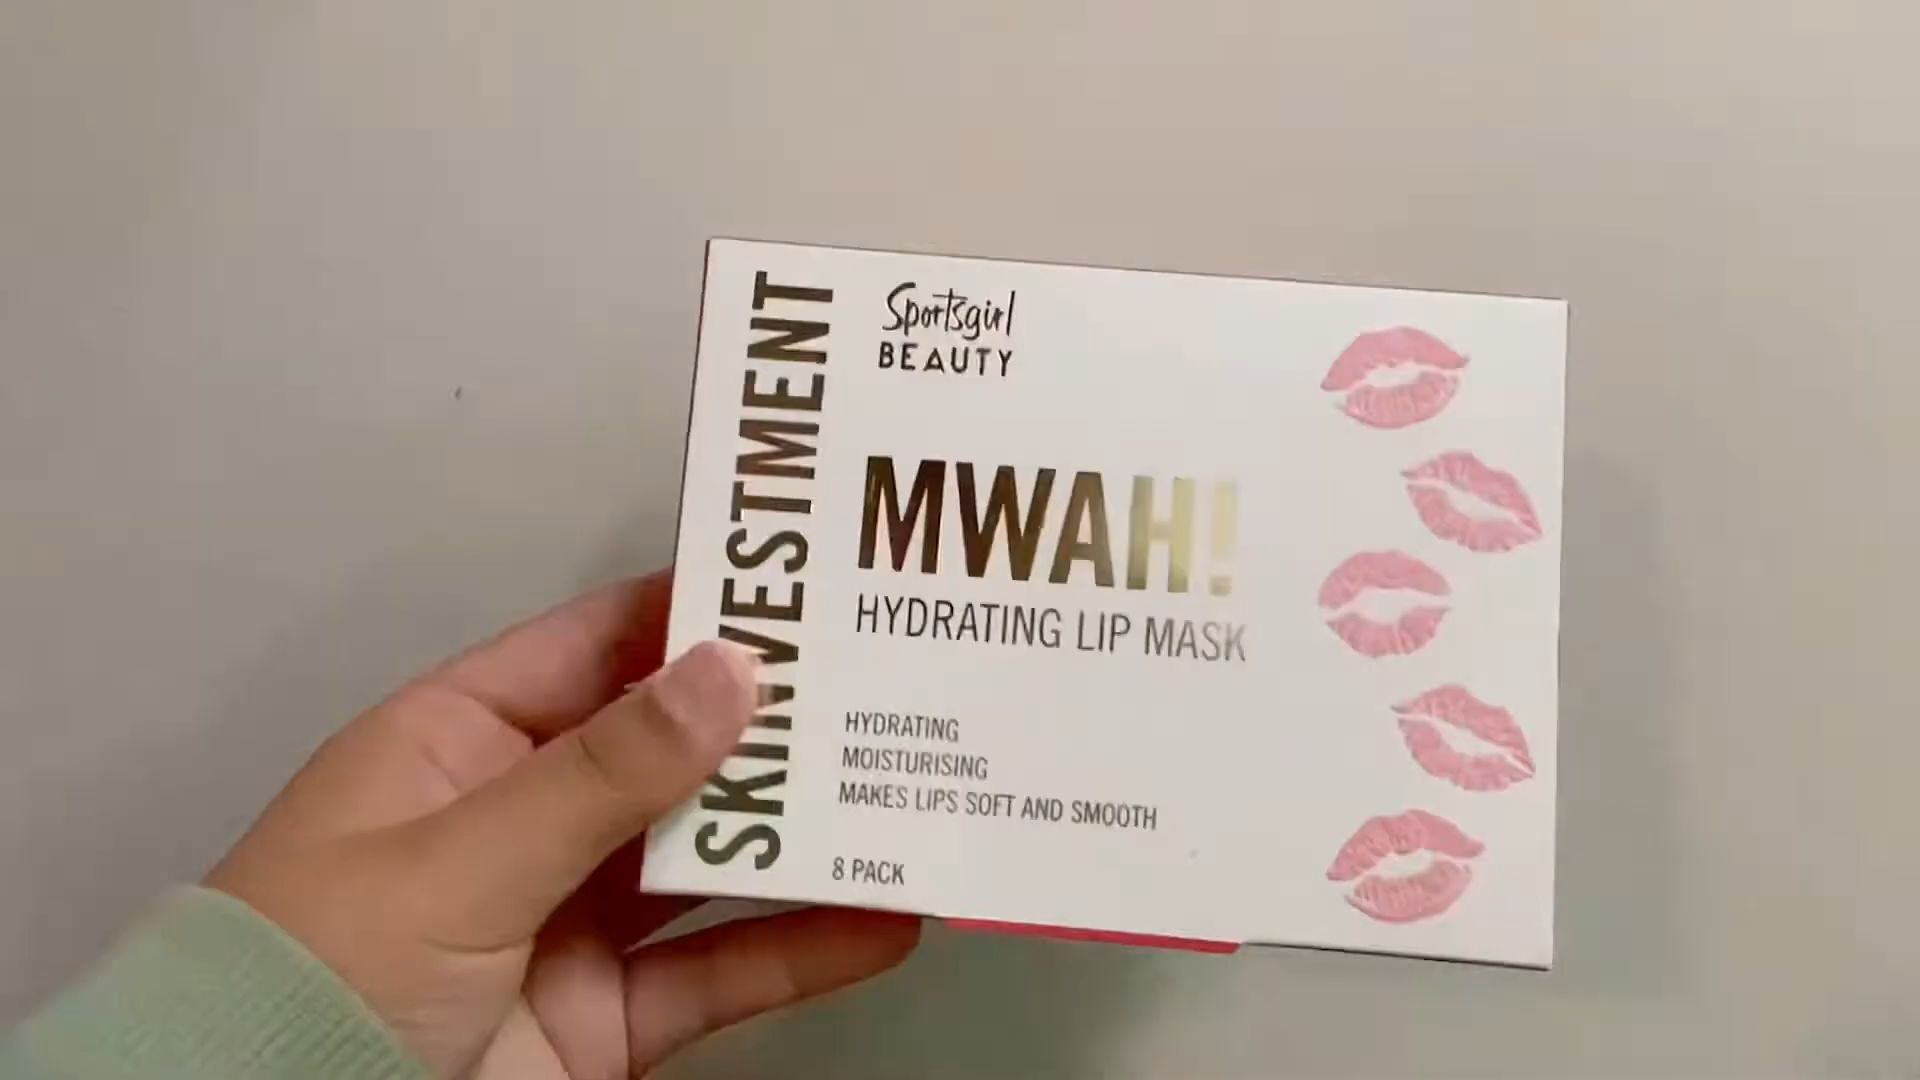 SKINVESTMENT
Sportsgirl
BEAUTY
MWAH!
HYDRATING LIP MASK
HYDRATING
MOISTURISING
MAKES LIPS SOFT AND SMOOTH
8 PACK